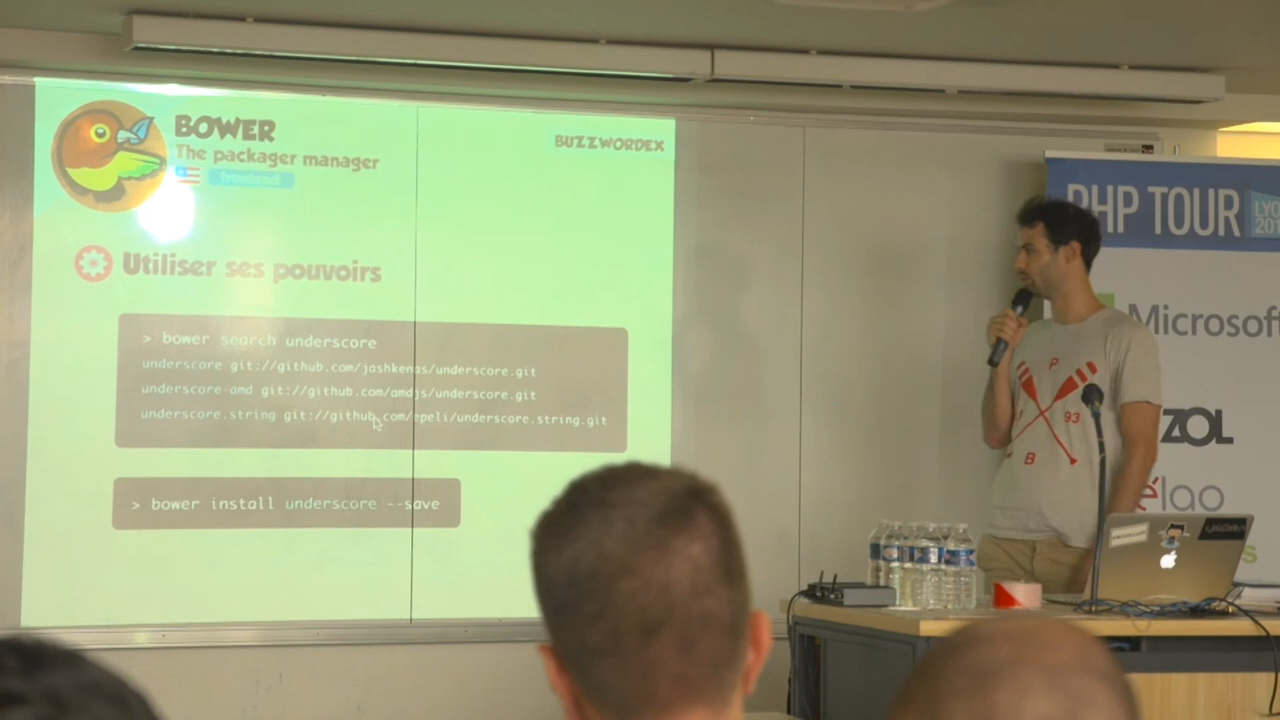 BOWER
The packager manager
frontend
BUZZWORDEX
Utiliser ses pouvoirs
> bower search underscore
underscore git://github.com/jashkenas/underscore.git
underscore-amd git://github.com/amdjs/underscore.git
underscore.string git://github.com/epeli/underscore.string.git
> bower install underscore --save
PHP TOUR
Microsoft
ZOL
elao
P
93
B